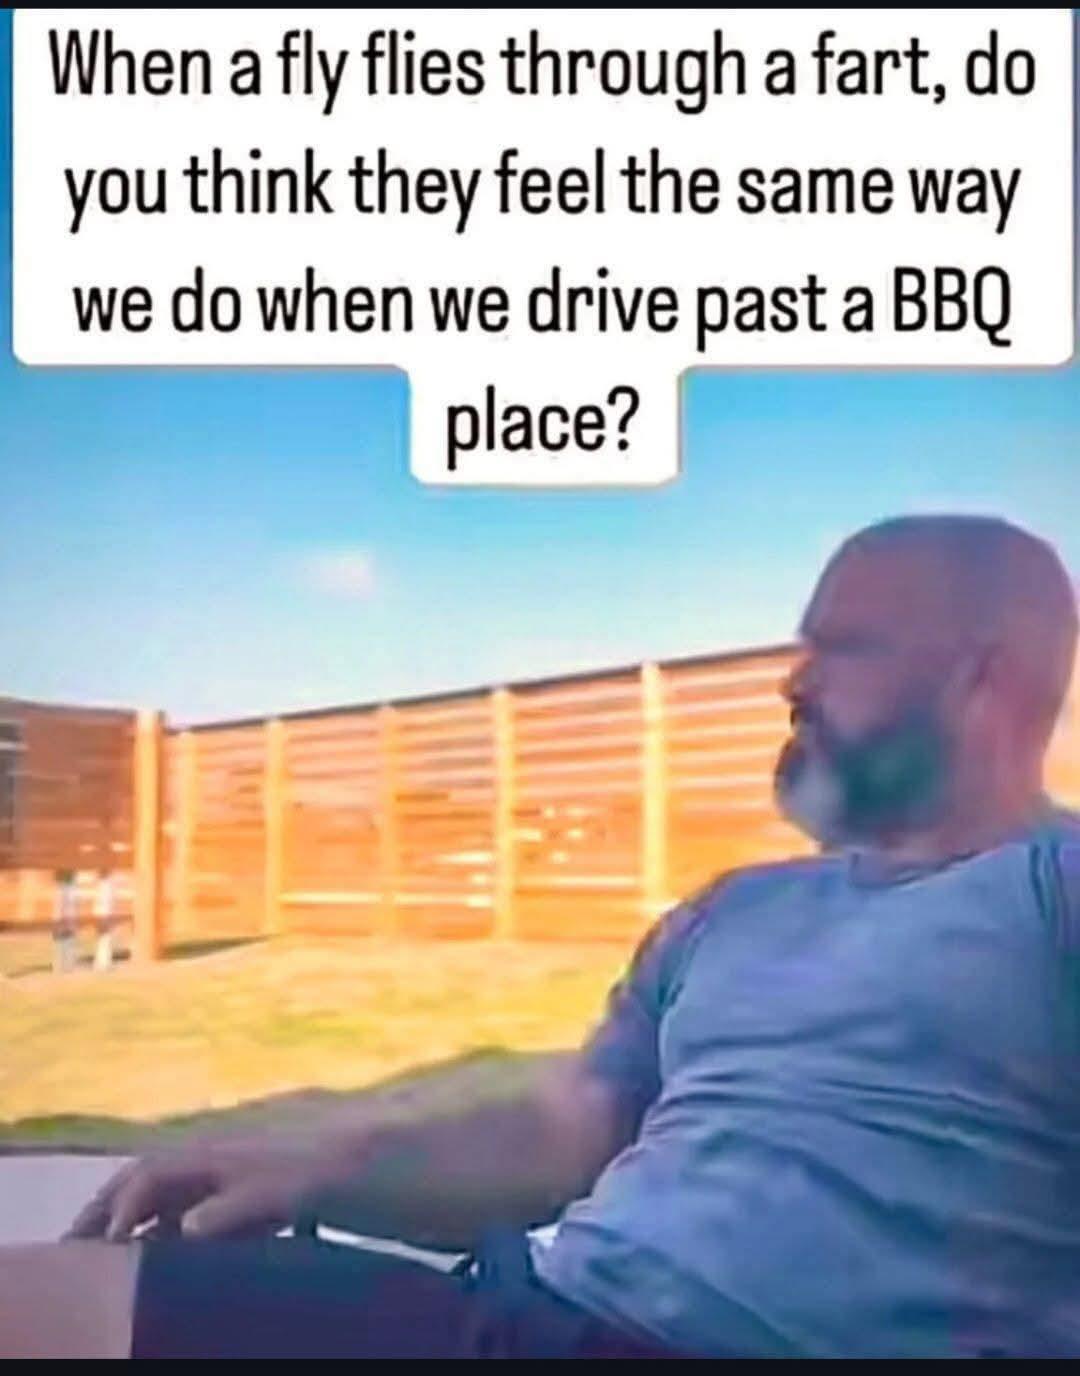 When a fly flies through a fart, do
you think they feel the same way
we do when we drive past a BBQ
place?